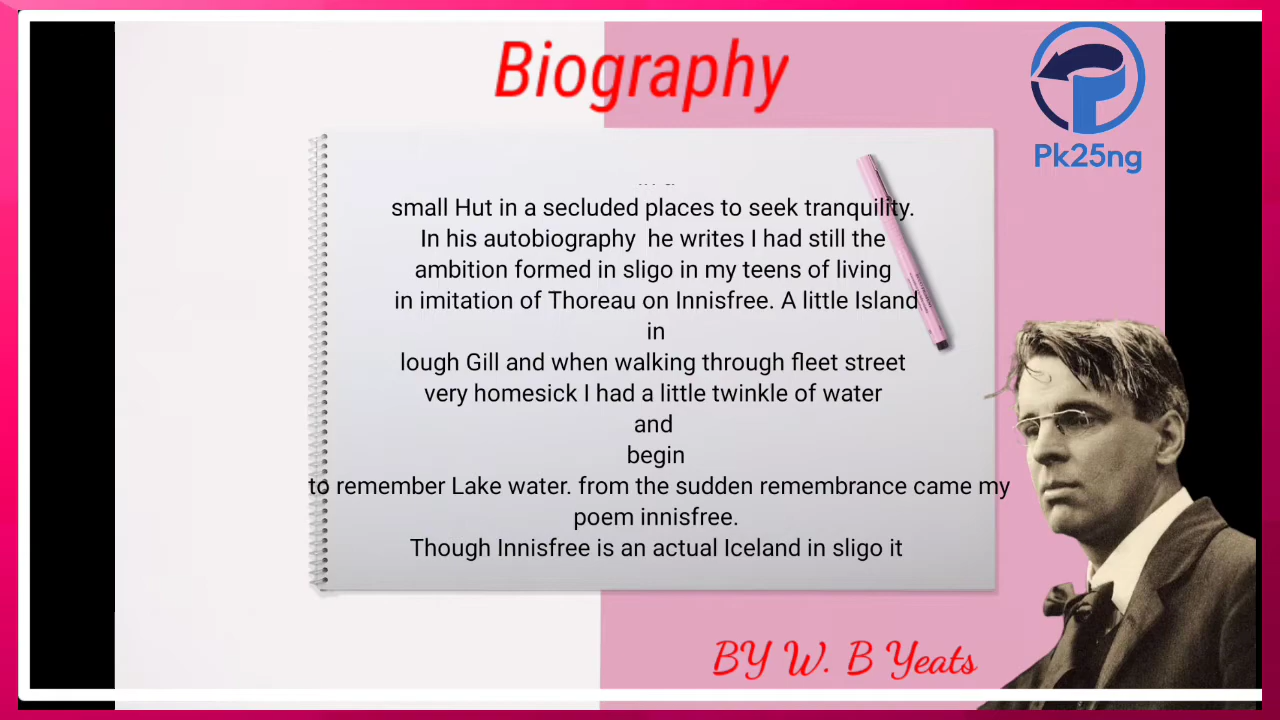 Biography
Pk25ng
small Hut in a secluded places to seek tranquility.
In his autobiography he writes I had still the
ambition formed in sligo in my teens of living
in imitation of Thoreau on Innisfree. A little Island
in
lough Gill and when walking through fleet street
very homesick I had a little twinkle of water
and
begin
to remember Lake water. from the sudden remembrance came my
poem innisfree.
Though Innisfree is an actual Iceland in sligo it
BY W. B Yeats